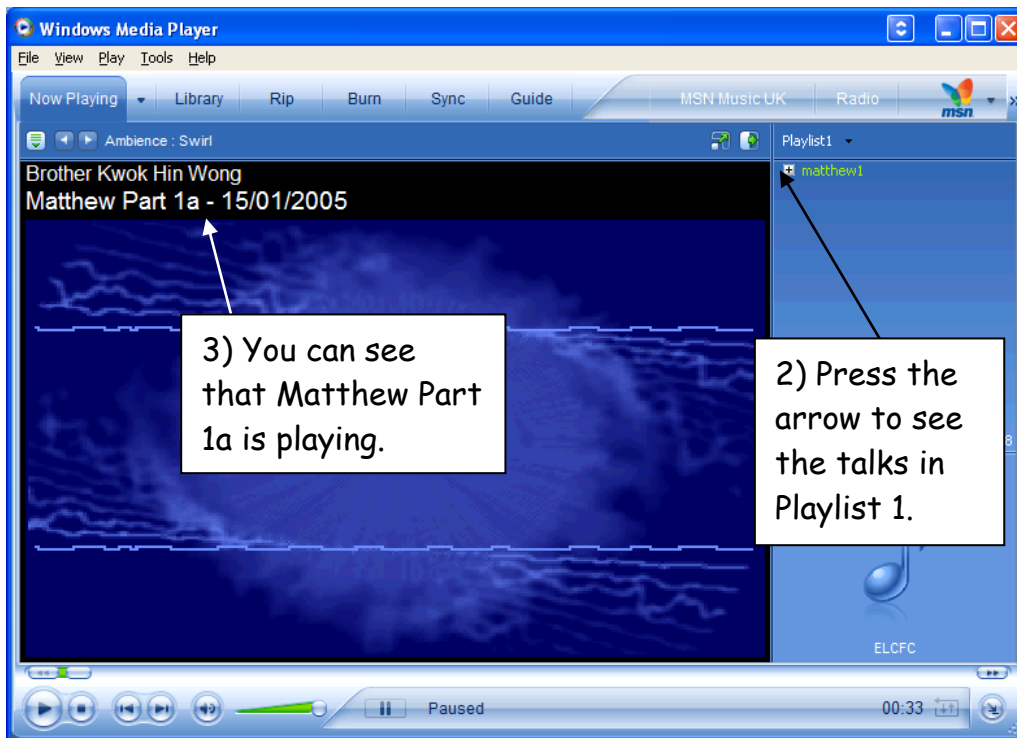 Windows Media Player
File View Play Tools Help
Now Playing Library Rip Burn Sync Guide MSN Music UK Radio msn
Ambience : Swirl
Playlist1
Brother Kwok Hin Wong
Matthew Part 1a - 15/01/2005
matthew1
3) You can see
that Matthew Part
1a is playing.
2) Press the
arrow to see
the talks in
Playlist 1.
8
ELCFC
Paused
00:33